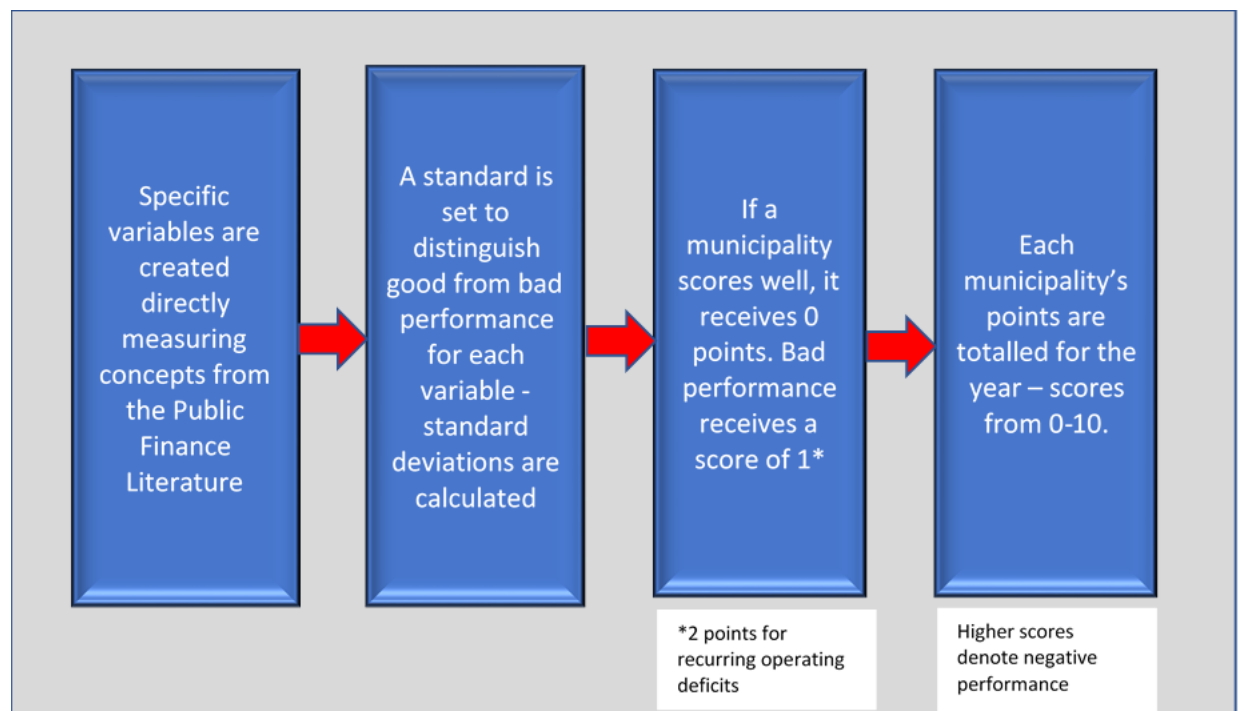 Specific
variables are
created
directly
measuring
concepts from
the Public
Finance
Literature
A standard is
set to
distinguish
good from bad
performance
for each
variable -
standard
deviations are
calculated
If a
municipality
scores well, it
receives 0
points. Bad
performance
receives a
score of 1*
*2 points for
recurring operating
deficits
Each
municipality’s
points are
totalled for the
year – scores
from 0-10.
Higher scores
denote negative
performance